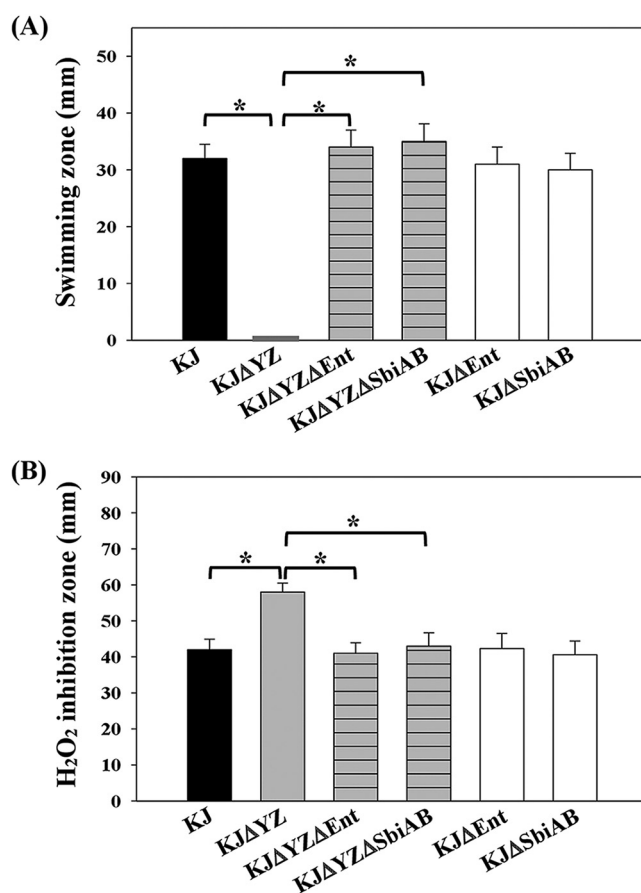 (A)
Swimming zone (mm)
50
40
30
20
10
0
*
*
*
KJ
KJΔYZ
KJΔYZΔEnt
KJΔYZΔSbiAB
KJΔEnt
KJΔSbiAB
(B)
H₂O₂ inhibition zone (mm)
90
80
70
60
50
40
30
20
10
0
*
*
*
KJ
KJΔYZ
KJΔYZΔEnt
KJΔYZΔSbiAB
KJΔEnt
KJΔSbiAB